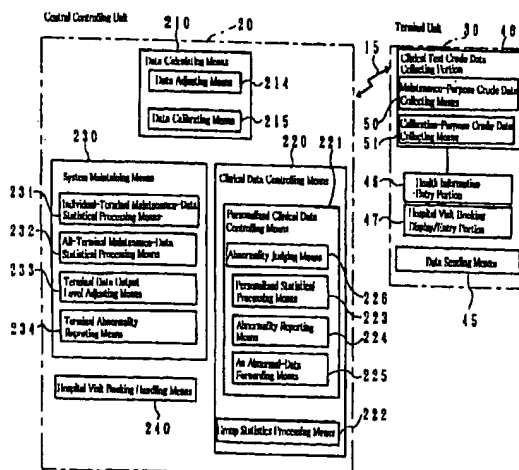 Central Controlling Unit
20
210
Data Calculating Means
Data Adjusting Means
214
Data Calibrating Means
215
15
Terminal Unit
30
46
Clinical Test Crude Data
Collecting Portion
Maintenance-Purpose Crude Data
Collecting Means
50
Calibration-Purpose Crude Data
Collecting Means
51
Health Information
Entry Portion
48
Hospital Visit Booking
Display/Entry Portion
47
Data Sending Means
45
230
System Maintaining Means
231
Individual-Terminal Maintenance-Data
Statistical Processing Means
232
All-Terminal Maintenance-Data
Statistical Processing Means
233
Terminal Data Output
Level Adjusting Means
234
Terminal Abnormality
Reporting Means
Hospital Visit Booking Handling Means
240
220
221
Clinical Data Controlling Means
Personalized Clinical Data
Controlling Means
Abnormality Judging Means
226
Personalized Statistical
Processing Means
223
Abnormality Reporting
Means
224
An Abnormal-Data
Forwarding Means
225
Group Statistics Processing Means
222